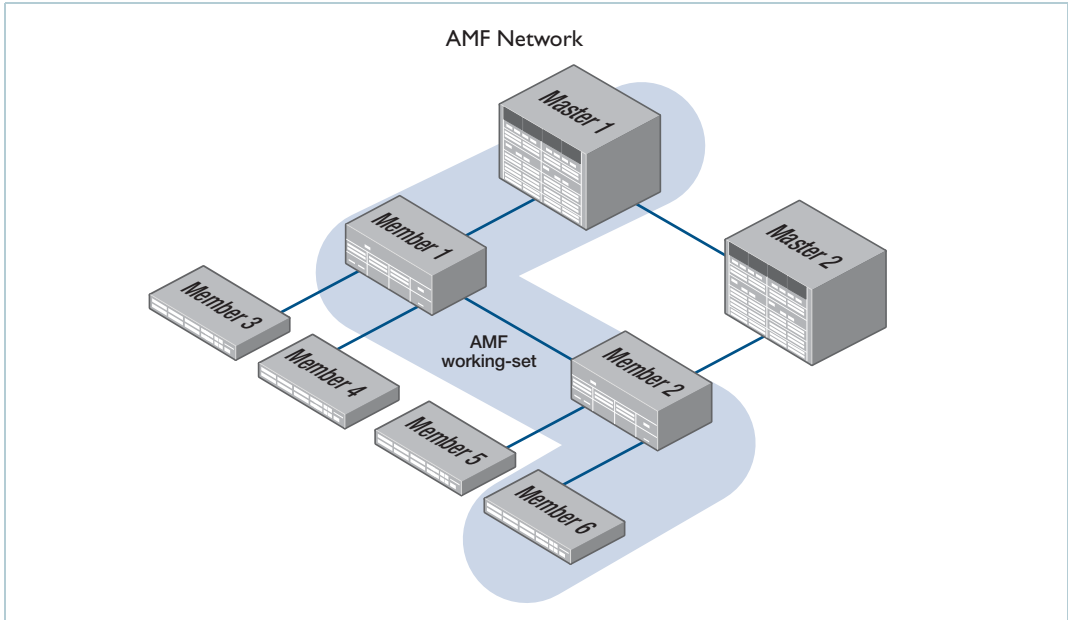 AMF Network
Master 1
Master 2
Member 1
Member 2
Member 3
Member 4
Member 5
Member 6
AMF
working-set